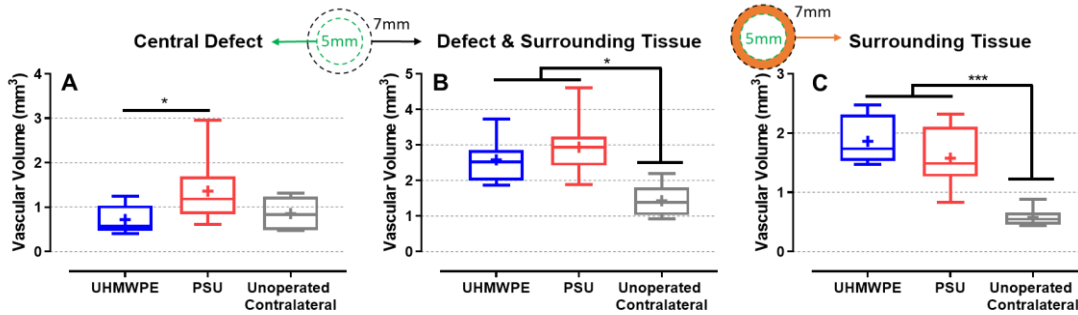 Central Defect
5mm
7mm
Defect & Surrounding Tissue
5mm
7mm
Surrounding Tissue
A
Vascular Volume (mm³)
4
3
2
1
0
*
UHMWPE
PSU
Unoperated
Contralateral
B
Vascular Volume (mm³)
5
4
3
2
1
0
*
UHMWPE
PSU
Unoperated
Contralateral
C
Vascular Volume (mm³)
3
2
1
0
***
UHMWPE
PSU
Unoperated
Contralateral